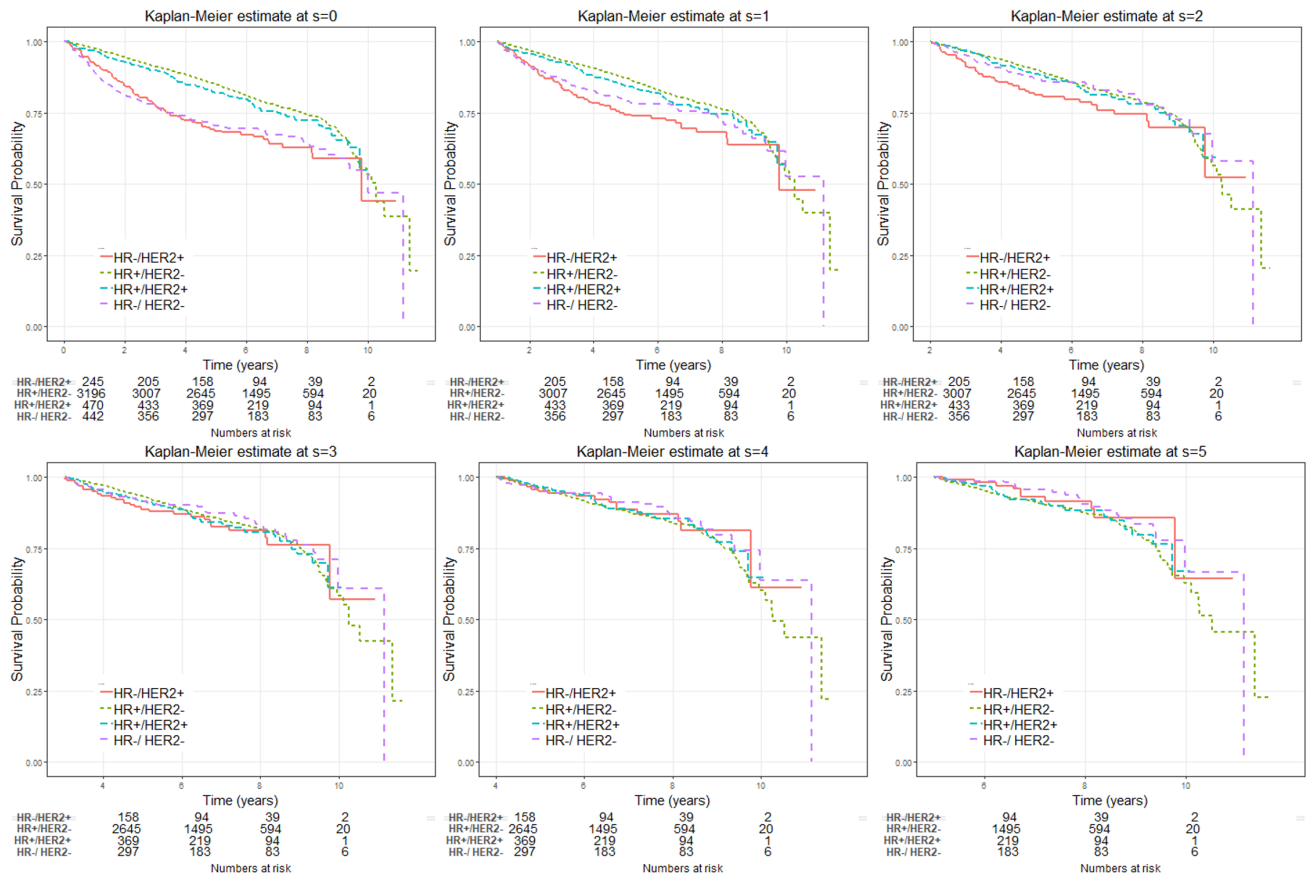 Kaplan-Meier estimate at s=0
Survival Probability
1.00
0.75
0.50
0.25
0.00
HR-/HER2+
HR+/HER2-
HR+/HER2+
HR-/ HER2-
0 2 4 6 8 10
Time (years)
HR-/HER2+ 245 205 158 94 39 2
HR+/HER2- 3196 3007 2645 1495 594 20
HR+/HER2+ 470 433 369 219 94 1
HR-/ HER2- 442 356 297 183 83 6
Numbers at risk
Kaplan-Meier estimate at s=1
Survival Probability
1.00
0.75
0.50
0.25
0.00
HR-/HER2+
HR+/HER2-
HR+/HER2+
HR-/ HER2-
2 4 6 8 10
Time (years)
HR-/HER2+ 205 158 94 39 2
HR+/HER2- 3007 2645 1495 594 20
HR+/HER2+ 433 369 219 94 1
HR-/ HER2- 356 297 183 83 6
Numbers at risk
Kaplan-Meier estimate at s=2
Survival Probability
1.00
0.75
0.50
0.25
0.00
HR-/HER2+
HR+/HER2-
HR+/HER2+
HR-/ HER2-
2 4 6 8 10
Time (years)
HR-/HER2+ 205 158 94 39 2
HR+/HER2- 3007 2645 1495 594 20
HR+/HER2+ 433 369 219 94 1
HR-/ HER2- 356 297 183 83 6
Numbers at risk
Kaplan-Meier estimate at s=3
Survival Probability
1.00
0.75
0.50
0.25
0.00
HR-/HER2+
HR+/HER2-
HR+/HER2+
HR-/ HER2-
4 6 8 10
Time (years)
HR-/HER2+ 158 94 39 2
HR+/HER2- 2645 1495 594 20
HR+/HER2+ 369 219 94 1
HR-/ HER2- 297 183 83 6
Numbers at risk
Kaplan-Meier estimate at s=4
Survival Probability
1.00
0.75
0.50
0.25
0.00
HR-/HER2+
HR+/HER2-
HR+/HER2+
HR-/ HER2-
4 6 8 10
Time (years)
HR-/HER2+ 158 94 39 2
HR+/HER2- 2645 1495 594 20
HR+/HER2+ 369 219 94 1
HR-/ HER2- 297 183 83 6
Numbers at risk
Kaplan-Meier estimate at s=5
Survival Probability
1.00
0.75
0.50
0.25
0.00
HR-/HER2+
HR+/HER2-
HR+/HER2+
HR-/ HER2-
6 8 10
Time (years)
HR-/HER2+ 94 39 2
HR+/HER2- 1495 594 20
HR+/HER2+ 219 94 1
HR-/ HER2- 183 83 6
Numbers at risk